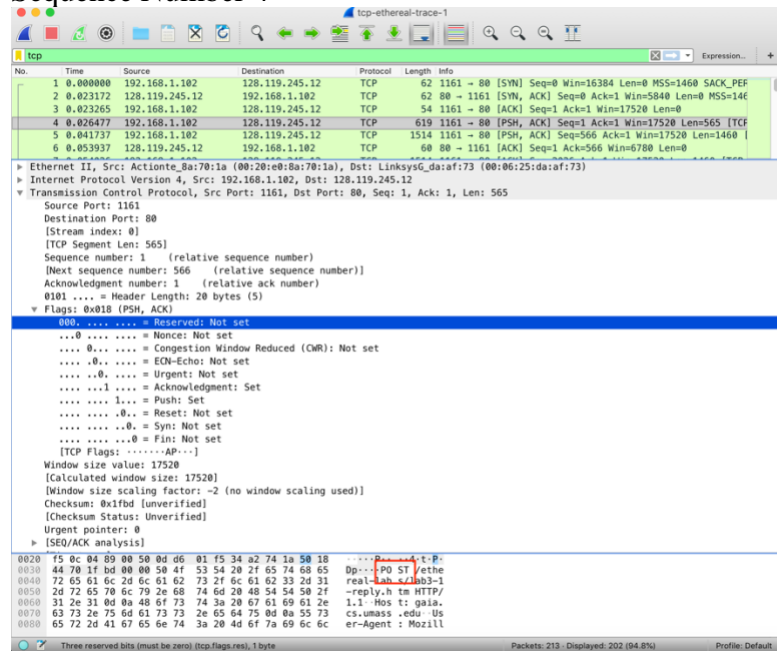 Sequence Number".
tcp-ethereal-trace-1
tcp
Expression... +
No. Time Source Destination Protocol Length Info
1 0.000000 192.168.1.102 128.119.245.12 TCP 62 1161 → 80 [SYN] Seq=0 Win=16384 Len=0 MSS=1460 SACK_PER
2 0.023172 128.119.245.12 192.168.1.102 TCP 62 80 → 1161 [SYN, ACK] Seq=0 Ack=1 Win=5840 Len=0 MSS=146
3 0.023265 192.168.1.102 128.119.245.12 TCP 54 1161 → 80 [ACK] Seq=1 Ack=1 Win=17520 Len=0
4 0.026477 192.168.1.102 128.119.245.12 TCP 619 1161 → 80 [PSH, ACK] Seq=1 Ack=1 Win=17520 Len=565 [TCP
5 0.041737 192.168.1.102 128.119.245.12 TCP 1514 1161 → 80 [PSH, ACK] Seq=566 Ack=1 Win=17520 Len=1460 [
6 0.053937 128.119.245.12 192.168.1.102 TCP 60 80 → 1161 [ACK] Seq=1 Ack=566 Win=6780 Len=0
Ethernet II, Src: Actionte_8a:70:1a (00:20:e0:8a:70:1a), Dst: LinksysG_da:af:73 (00:06:25:da:af:73)
Internet Protocol Version 4, Src: 192.168.1.102, Dst: 128.119.245.12
Transmission Control Protocol, Src Port: 1161, Dst Port: 80, Seq: 1, Ack: 1, Len: 565
Source Port: 1161
Destination Port: 80
[Stream index: 0]
[TCP Segment Len: 565]
Sequence number: 1 (relative sequence number)
[Next sequence number: 566 (relative sequence number)]
Acknowledgment number: 1 (relative ack number)
0101 .... = Header Length: 20 bytes (5)
Flags: 0x018 (PSH, ACK)
000. .... .... = Reserved: Not set
...0 .... .... = Nonce: Not set
.... 0... .... = Congestion Window Reduced (CWR): Not set
.... .0.. .... = ECN-Echo: Not set
.... ..0. .... = Urgent: Not set
.... ...1 .... = Acknowledgment: Set
.... .... 1... = Push: Set
.... .... .0.. = Reset: Not set
.... .... ..0. = Syn: Not set
.... .... ...0 = Fin: Not set
[TCP Flags: ·······AP···]
Window size value: 17520
[Calculated window size: 17520]
[Window size scaling factor: -2 (no window scaling used)]
Checksum: 0x1fbd [unverified]
[Checksum Status: Unverified]
Urgent pointer: 0
[SEQ/ACK analysis]
0020 f5 0c 04 89 00 50 0d d6 01 f5 34 a2 74 1a 50 18 ·····P·· ··4·t·P·
0030 44 70 1f bd 00 00 50 4f 53 54 20 2f 65 74 68 65 Dp····PO ST /ethe
0040 72 65 61 6c 2d 6c 61 62 73 2f 6c 61 62 33 2d 31 real-lab s/lab3-1
0050 2d 72 65 70 6c 79 2e 68 74 6d 20 48 54 54 50 2f -reply.h tm HTTP/
0060 31 2e 31 0d 0a 48 6f 73 74 3a 20 67 61 69 61 2e 1.1··Hos t: gaia.
0070 63 73 2e 75 6d 61 73 73 2e 65 64 75 0d 0a 55 73 cs.umass .edu··Us
0080 65 72 2d 41 67 65 6e 74 3a 20 4d 6f 7a 69 6c 6c er-Agent : Mozill
Three reserved bits (must be zero) (tcp.flags.res), 1 byte Packets: 213 · Displayed: 202 (94.8%) Profile: Default